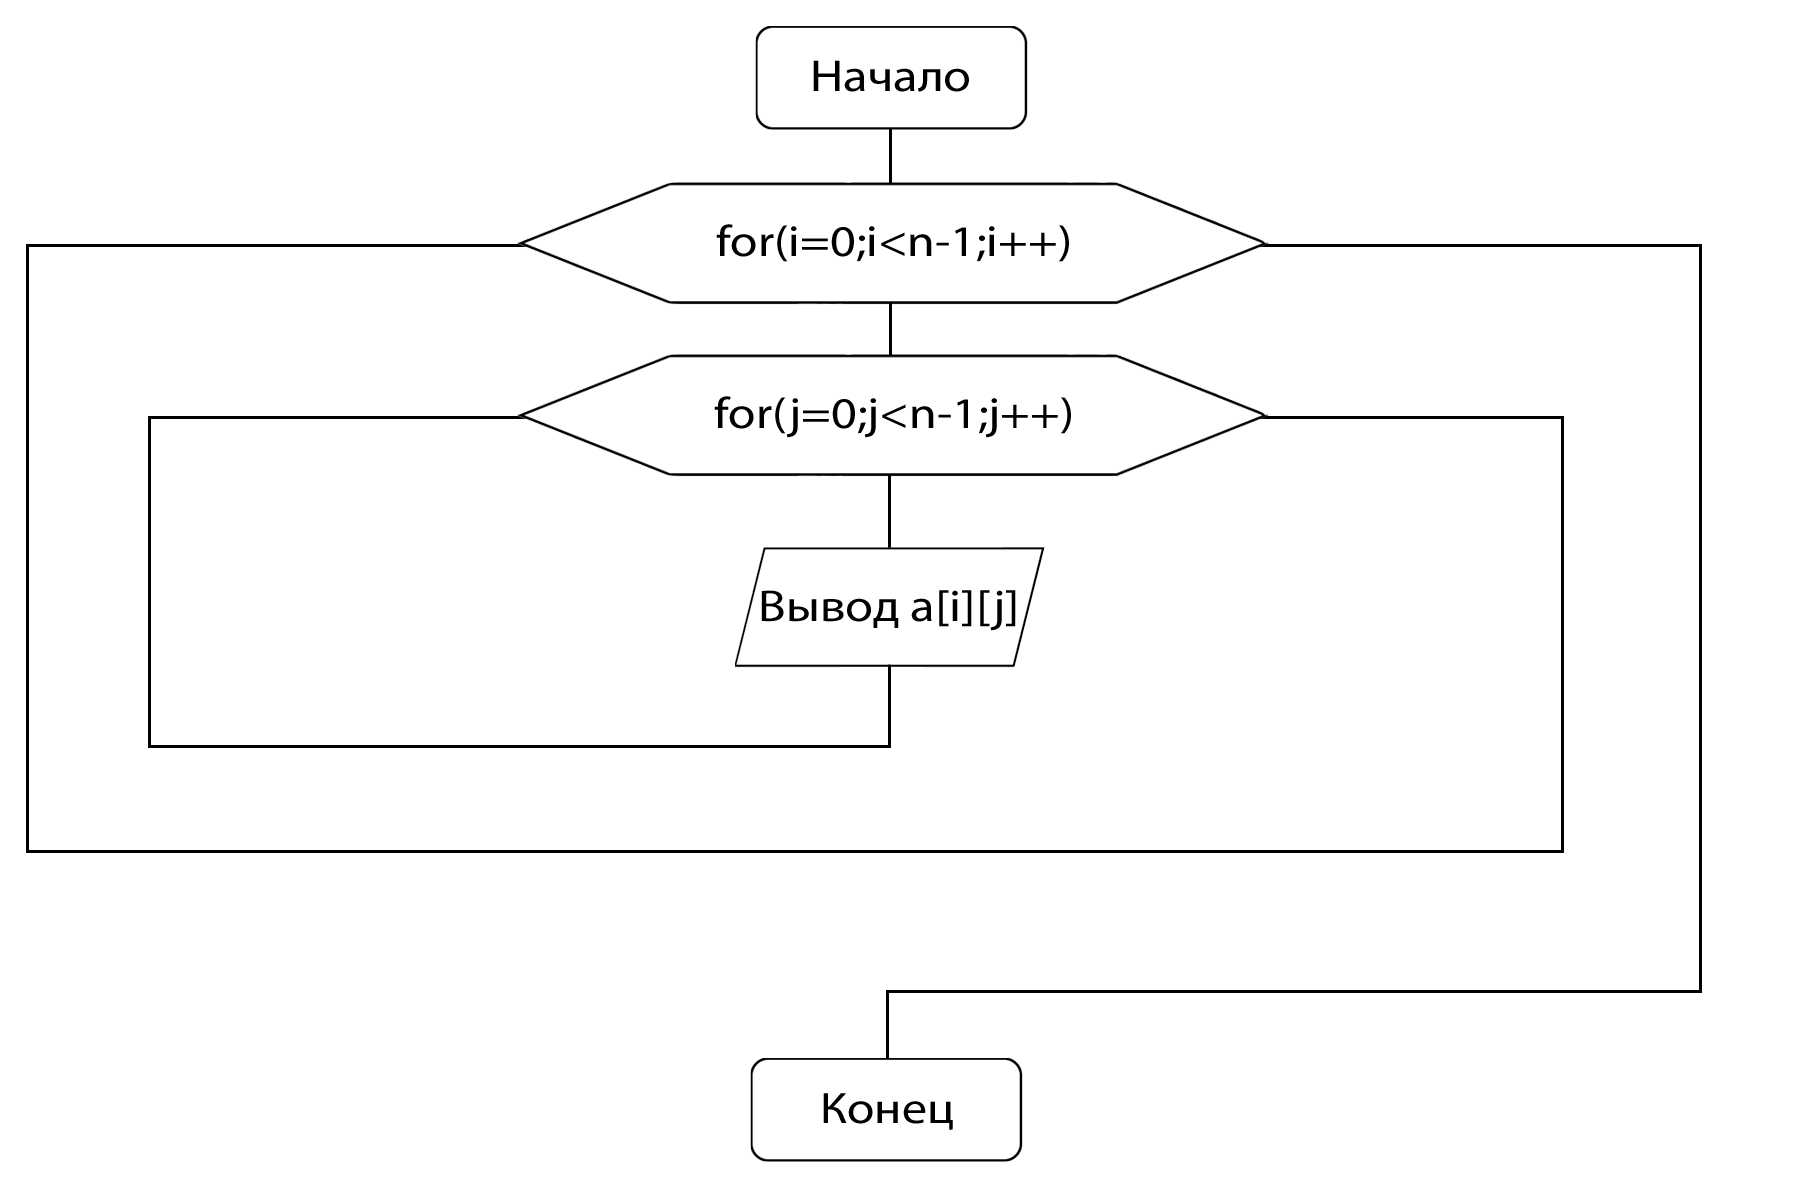 Начало
for(i=0;i<n-1;i++)
for(j=0;j<n-1;j++)
Вывод a[i][j]
Конец